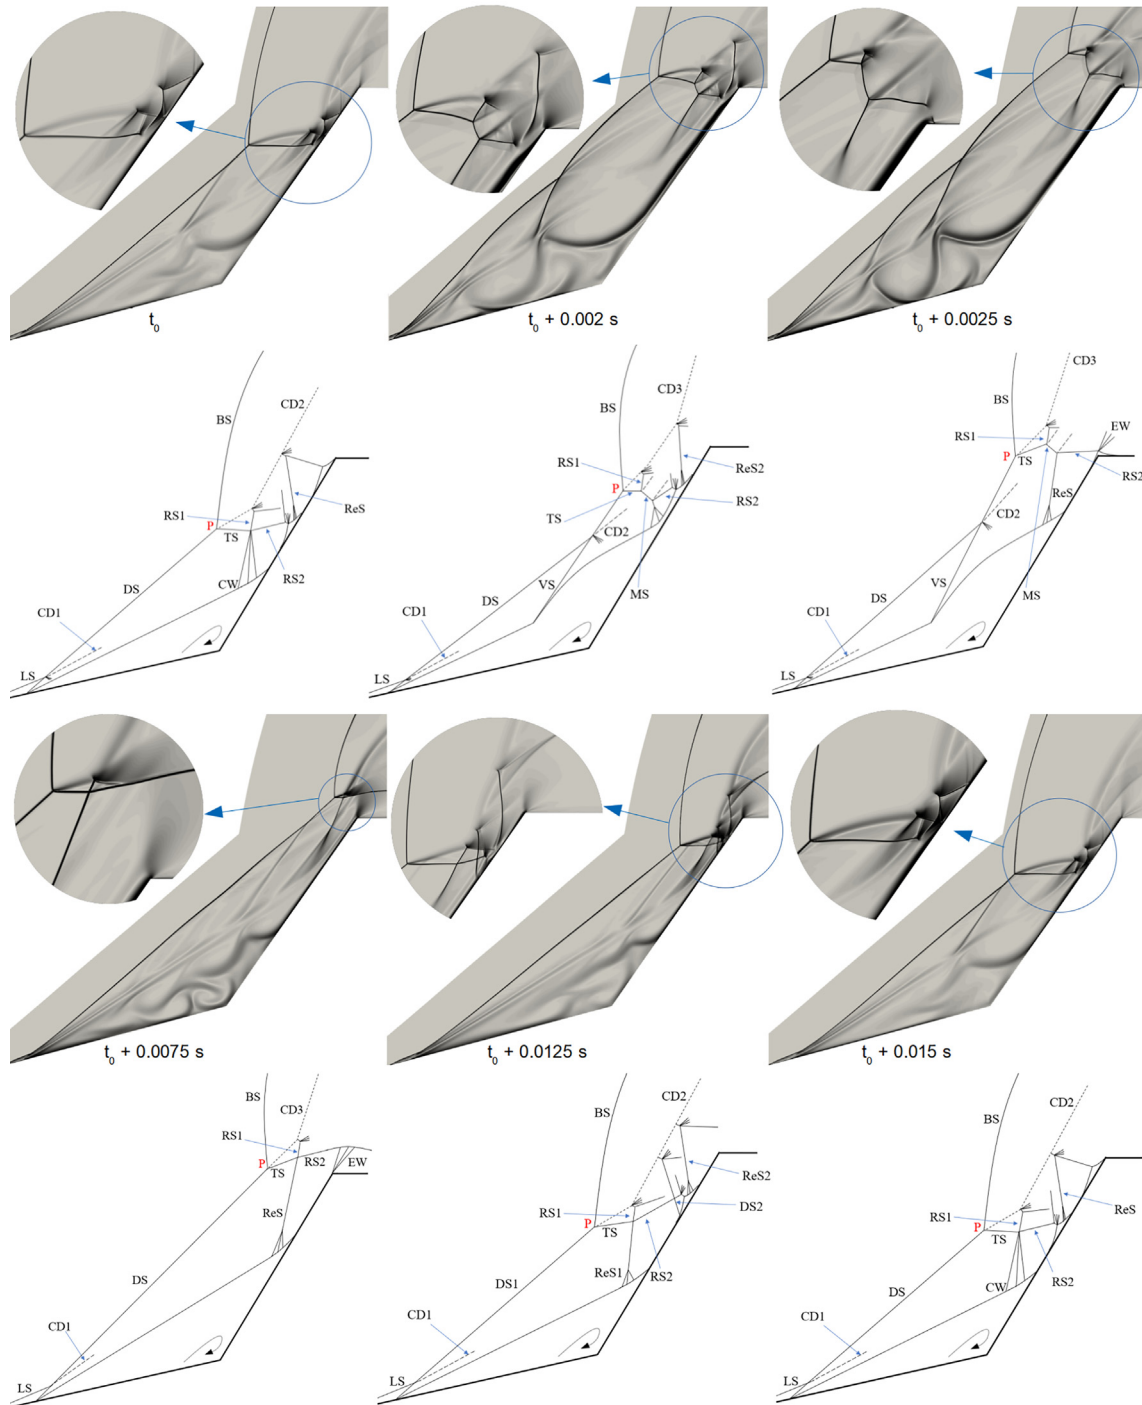 t0
t0 + 0.002 s
t0 + 0.0025 s
BS
CD2
RS1
ReS
P
TS
RS2
CW
DS
CD1
LS
CD3
BS
RS1
ReS2
P
RS2
TS
CD2
VS
MS
DS
CD1
LS
CD3
BS
EW
RS1
P
TS
RS2
ReS
CD2
VS
MS
DS
CD1
LS
t0 + 0.0075 s
t0 + 0.0125 s
t0 + 0.015 s
BS
CD3
RS1
P
TS
RS2
EW
ReS
DS
CD1
LS
CD2
BS
ReS2
RS1
DS2
P
TS
ReS1
RS2
DS1
CD1
LS
CD2
BS
ReS
RS1
P
TS
RS2
CW
DS
CD1
LS